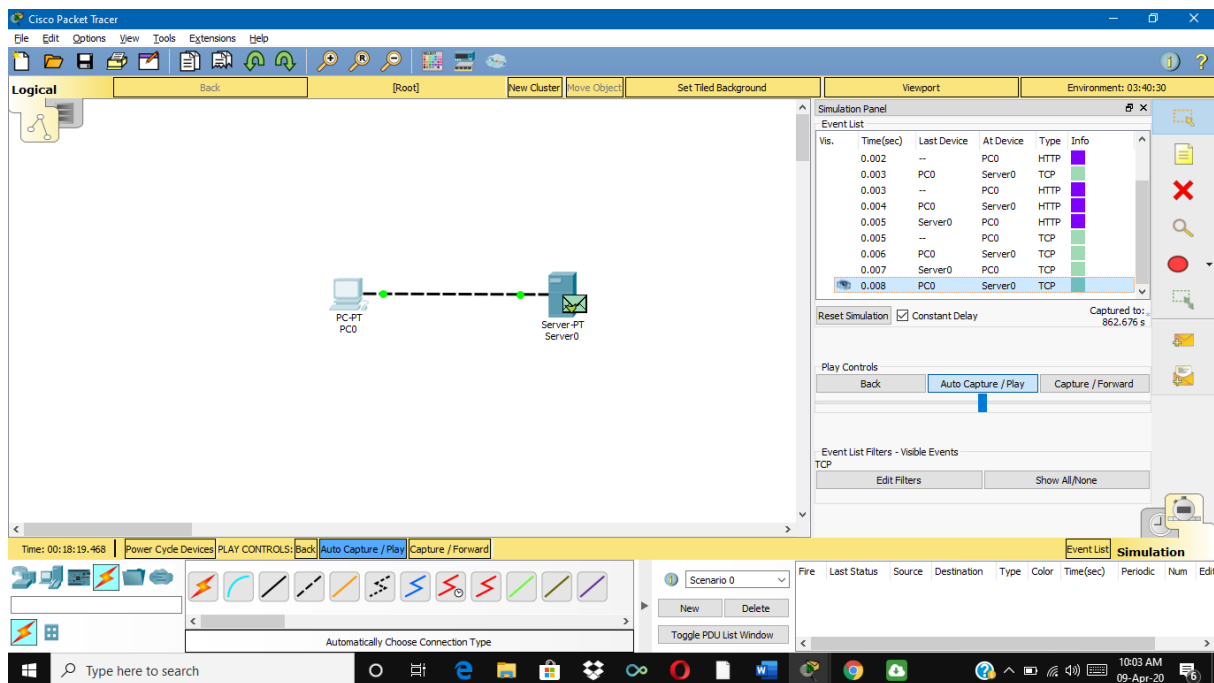 Cisco Packet Tracer
File Edit Options View Tools Extensions Help
Logical Back [Root] New Cluster Move Object Set Tiled Background Viewport Environment: 03:40:30
Simulation Panel
Event List
Vis. Time(sec) Last Device At Device Type Info
0.002 -- PC0 HTTP
0.003 PC0 Server0 TCP
0.003 -- PC0 HTTP
0.004 PC0 Server0 HTTP
0.005 Server0 PC0 HTTP
0.005 -- PC0 TCP
0.006 PC0 Server0 TCP
0.007 Server0 PC0 TCP
0.008 PC0 Server0 TCP
Reset Simulation Constant Delay Captured to:
862.676 s
PC-PT
PC0
Server-PT
Server0
Play Controls
Back Auto Capture / Play Capture / Forward
Event List Filters - Visible Events
TCP
Edit Filters Show All/None
Time: 00:18:19.468 Power Cycle Devices PLAY CONTROLS: Back Auto Capture / Play Capture / Forward Event List Simulation
Scenario 0
New Delete
Toggle PDU List Window
Fire Last Status Source Destination Type Color Time(sec) Periodic Num Edit
Automatically Choose Connection Type
Type here to search
10:03 AM
09-Apr-20
6